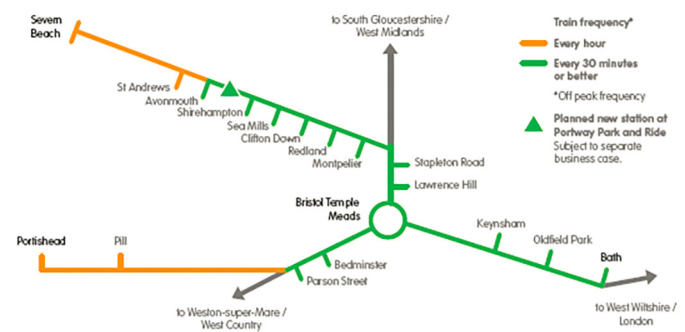 Severn
Beach
to South Gloucestershire /
West Midlands
Train frequency*
Every hour
Every 30 minutes
or better
*Off peak frequency
Planned new station at
Portway Park and Ride
Subject to separate
business case.
St Andrews
Avonmouth
Shirehampton
Sea Mills
Clifton Down
Redland
Montpelier
Stapleton Road
Lawrence Hill
Bristol Temple
Meads
Keynsham
Oldfield Park
Bath
Portishead
Pill
Bedminster
Parson Street
to Weston-super-Mare /
West Country
to West Wiltshire /
London